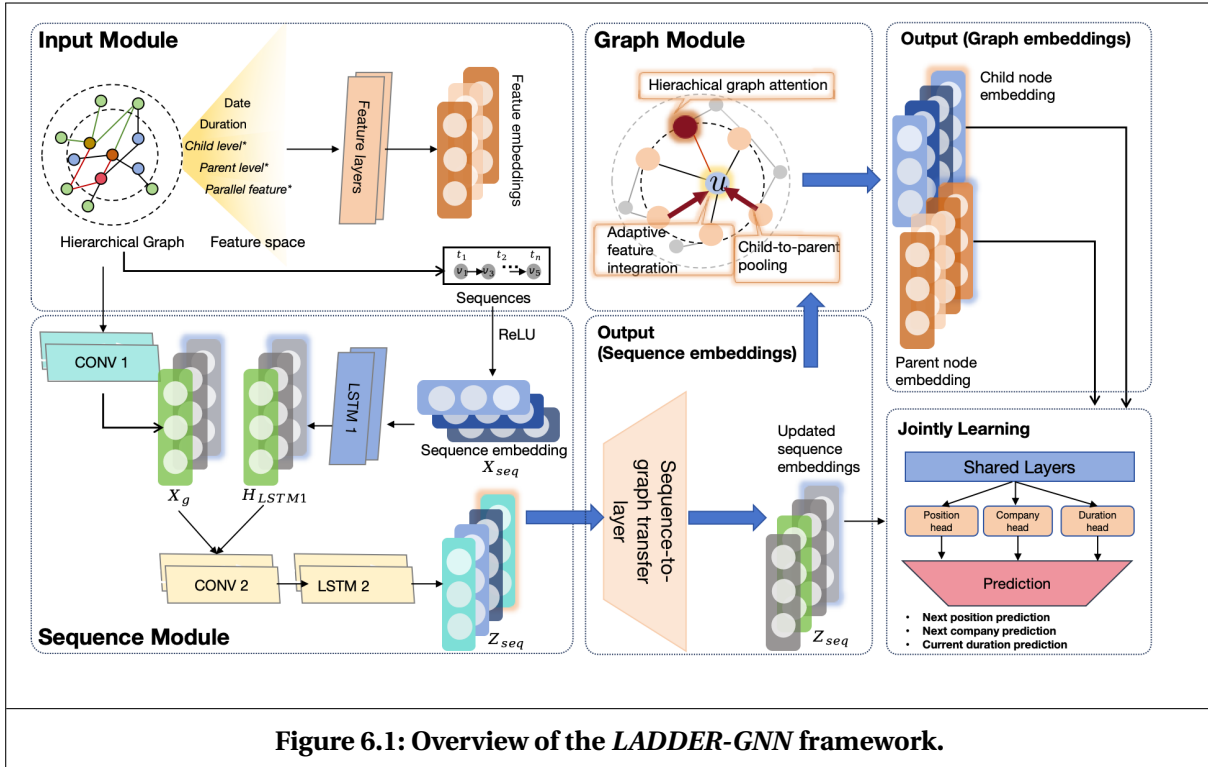 Input Module
Date
Duration
Child level*
Parent level*
Parallel feature*
Hierarchical Graph
Feature space
Feature layers
Featue embeddings
t1 t2 tn
v1 v3 v5
Sequences
Graph Module
Hierachical graph attention
u
Adaptive
feature
integration
Child-to-parent
pooling
Output (Graph embeddings)
Child node
embedding
Parent node
embedding
CONV 1
Xg
HLSTM1
LSTM 1
ReLU
Sequence embedding
Xseq
CONV 2
LSTM 2
Zseq
Sequence Module
Output
(Sequence embeddings)
Sequence-to-
graph transfer
layer
Updated
sequence
embeddings
Zseq
Jointly Learning
Shared Layers
Position
head
Company
head
Duration
head
Prediction
• Next position prediction
• Next company prediction
• Current duration prediction
Figure 6.1: Overview of the LADDER-GNN framework.